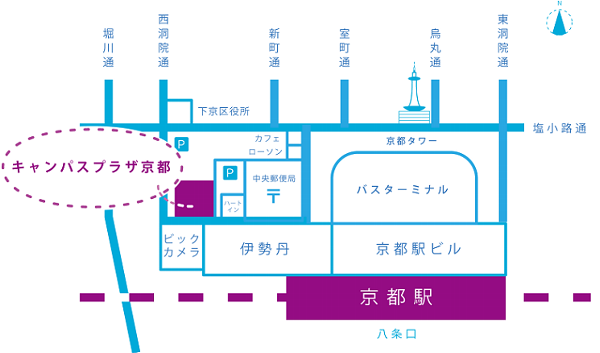 N
堀川通
西洞院通
新町通
室町通
烏丸通
東洞院通
下京区役所
塩小路通
P
カフェ
ローソン
京都タワー
キャンパスプラザ京都
P
中央郵便局
〒
ハート
イン
バスターミナル
ビック
カメラ
伊勢丹
京都駅ビル
京都駅
八条口